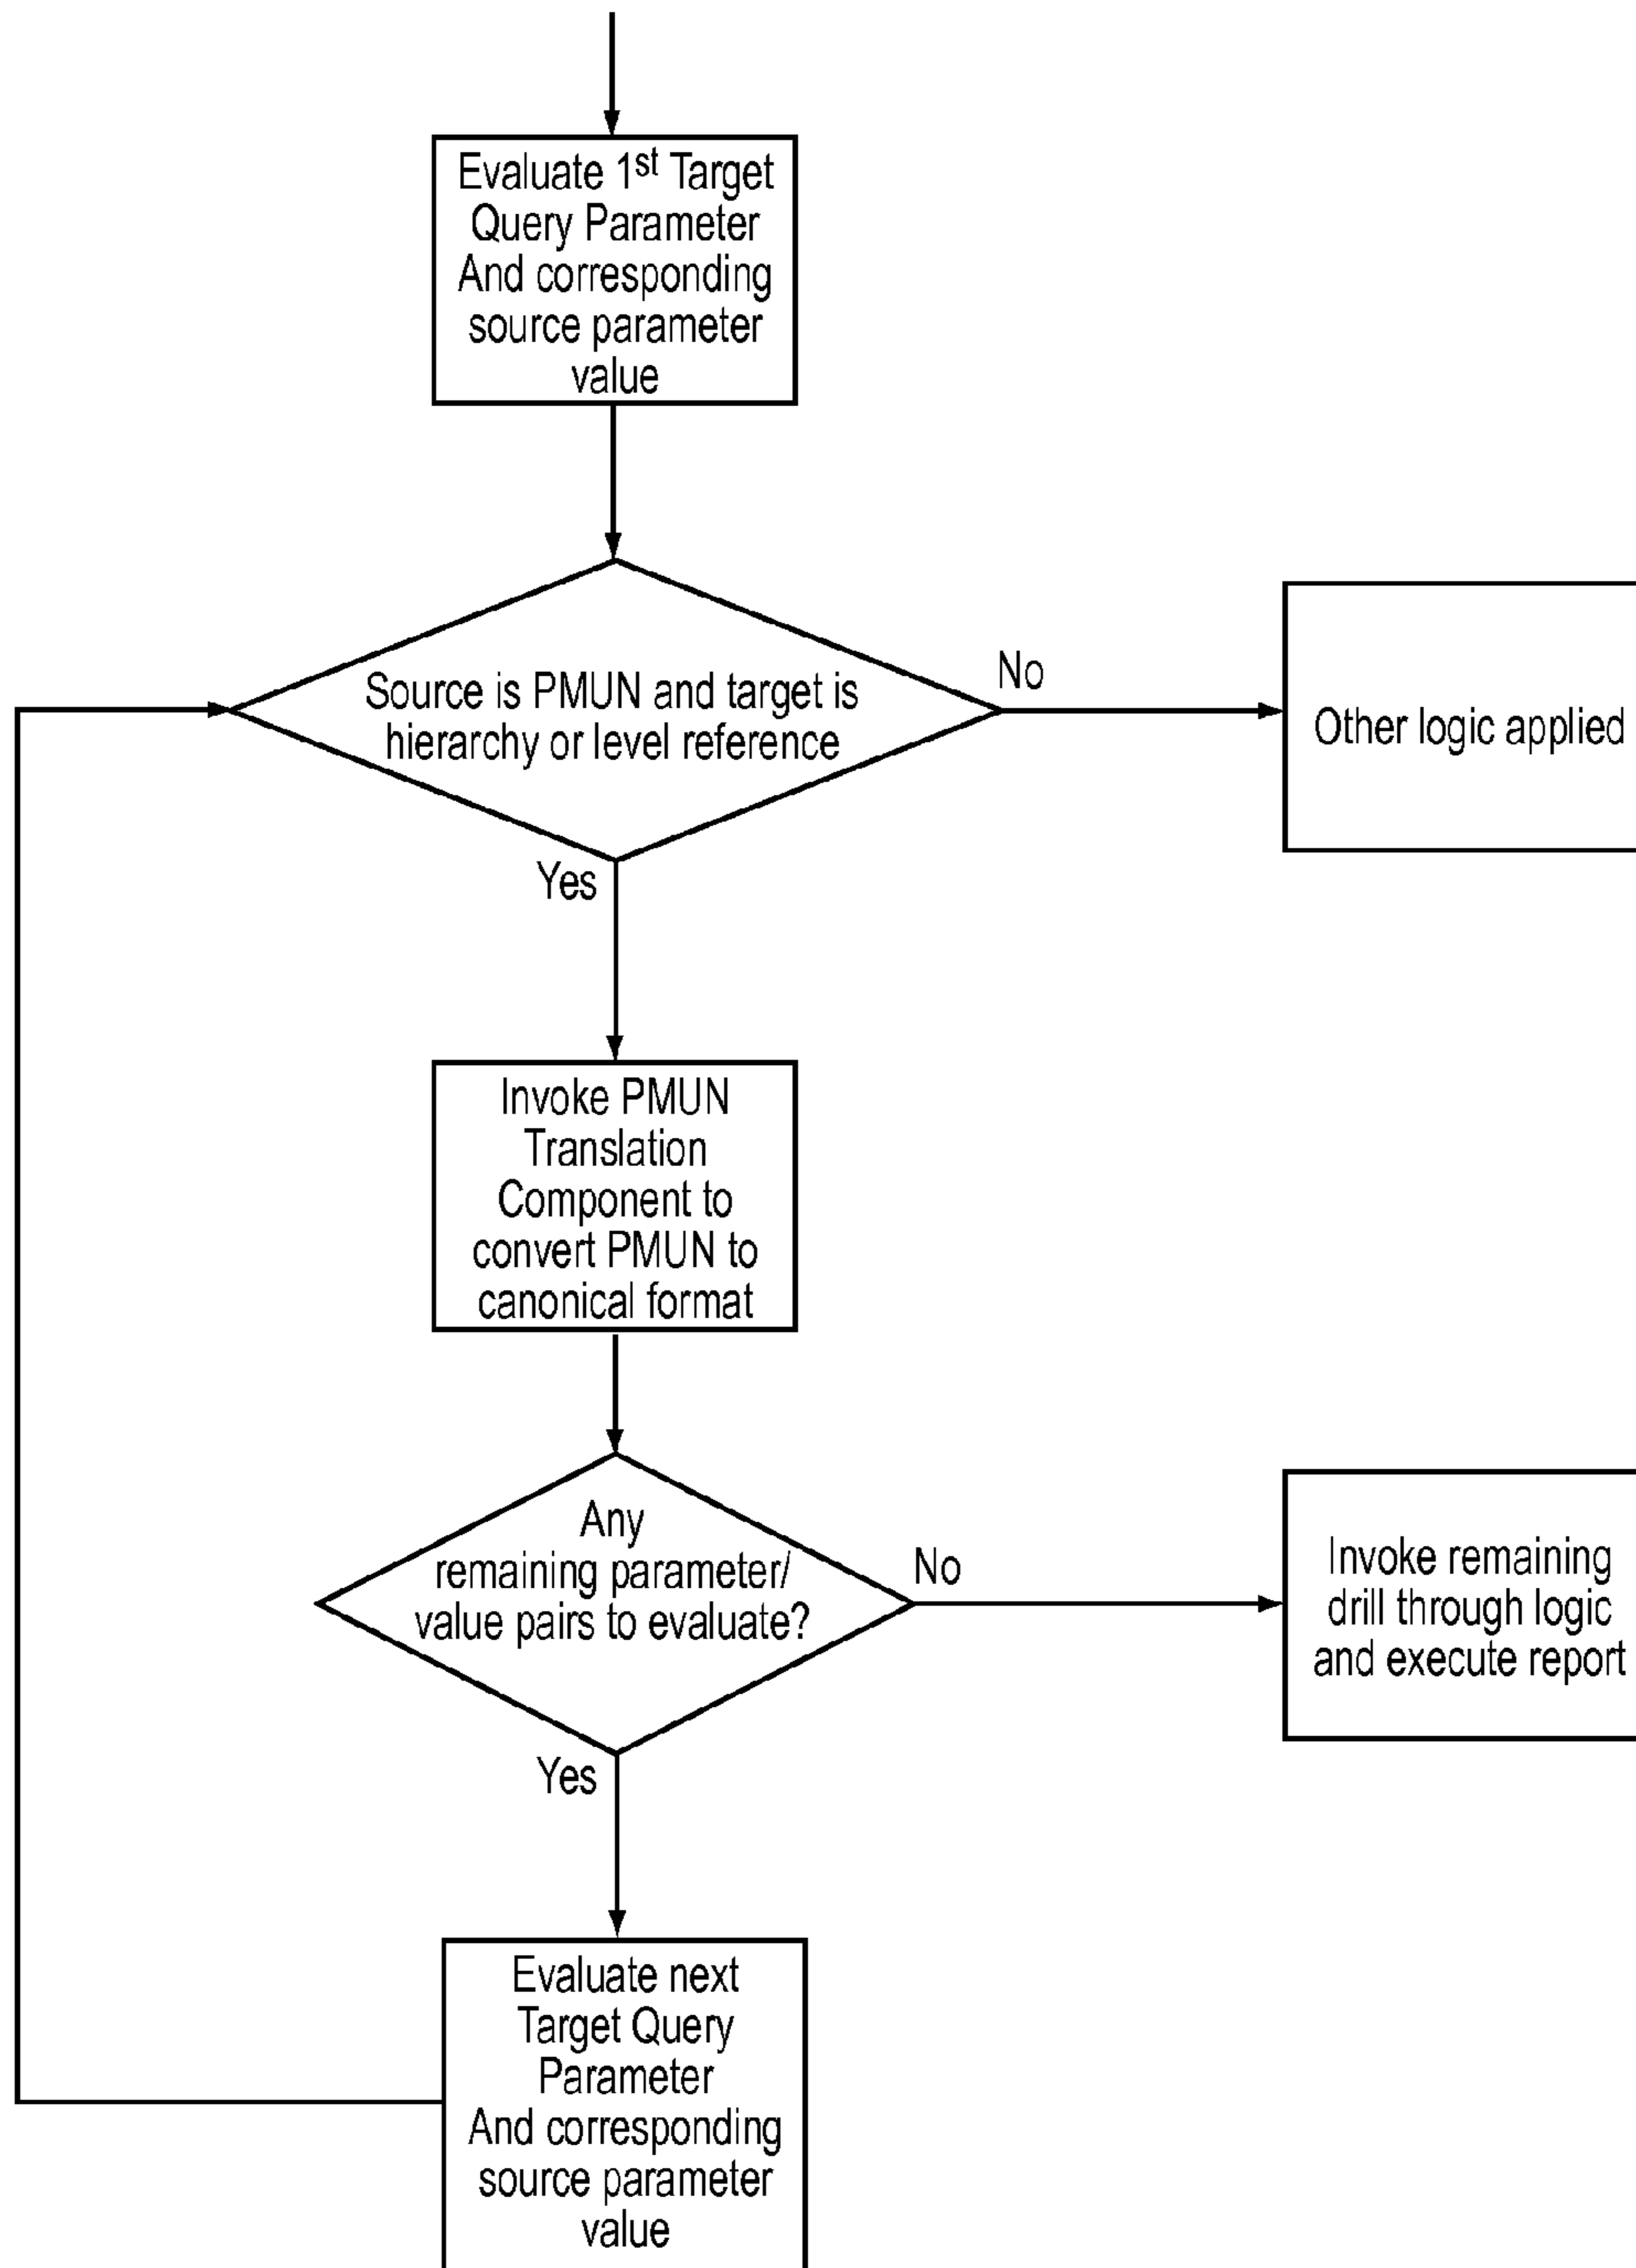 Evaluate 1st Target
Query Parameter
And corresponding
source parameter
value
Source is PMUN and target is
hierarchy or level reference
No
Other logic applied
Yes
Invoke PMUN
Translation
Component to
convert PMUN to
canonical format
Any
remaining parameter/
value pairs to evaluate?
No
Invoke remaining
drill through logic
and execute report
Yes
Evaluate next
Target Query
Parameter
And corresponding
source parameter
value